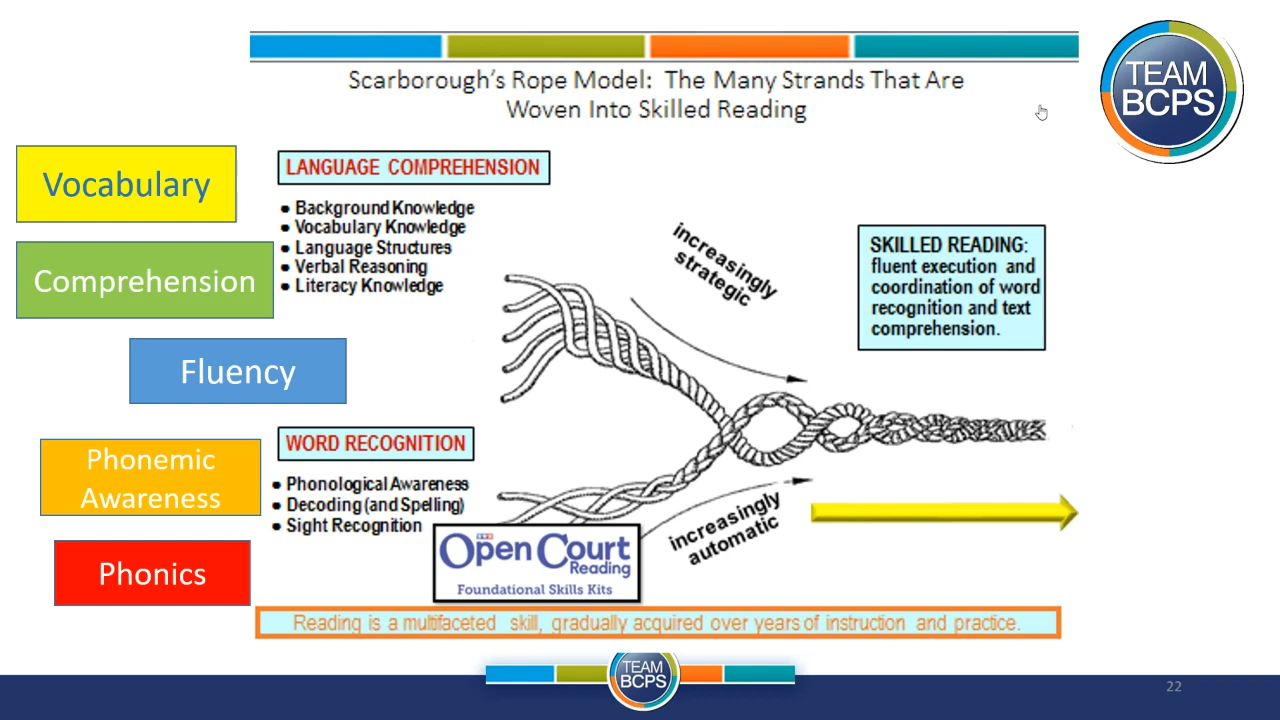 Scarborough's Rope Model: The Many Strands That Are
Woven Into Skilled Reading
TEAM
BCPS
Vocabulary
Comprehension
Fluency
Phonemic
Awareness
Phonics
LANGUAGE COMPREHENSION
• Background Knowledge
• Vocabulary Knowledge
• Language Structures
• Verbal Reasoning
• Literacy Knowledge
increasingly
strategic
SKILLED READING:
fluent execution and
coordination of word
recognition and text
comprehension.
WORD RECOGNITION
• Phonological Awareness
• Decoding (and Spelling)
• Sight Recognition
increasingly
automatic
Open Court
Reading
Foundational Skills Kits
Reading is a multifaceted skill, gradually acquired over years of instruction and practice.
TEAM
BCPS
22